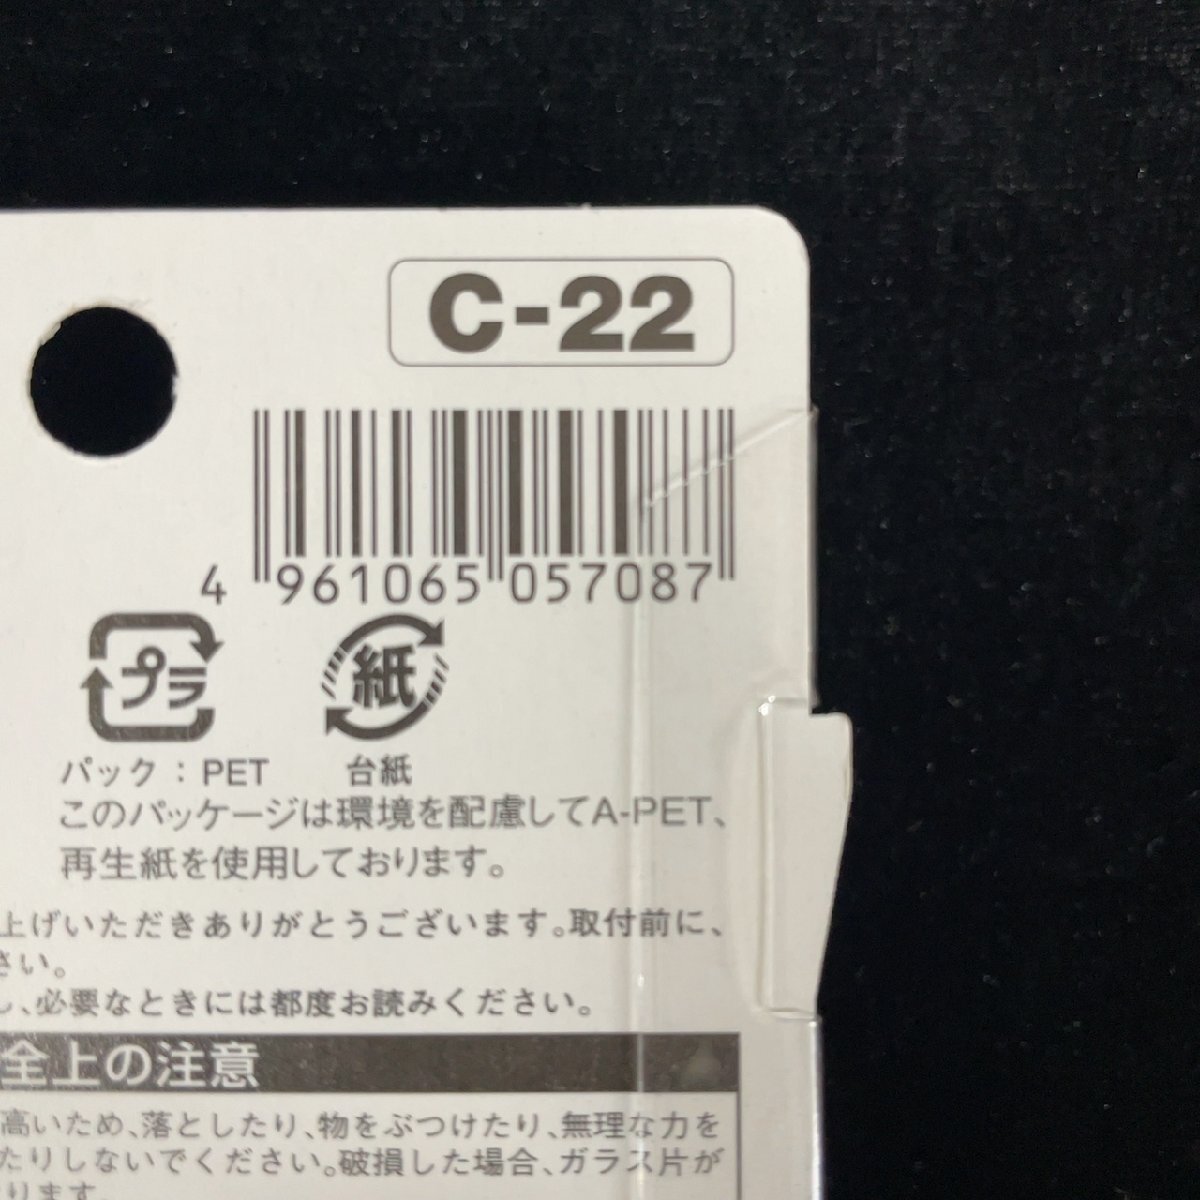 C-22
4 961065 057087
プラ 紙
パック：PET 台紙
このパッケージは環境を配慮してA-PET、
再生紙を使用しております。
上げいただきありがとうございます。取付前に、
さい。
し、必要なときには都度お読みください。
全上の注意
高いため、落としたり、物をぶつけたり、無理な力を
たりしないでください。破損した場合、ガラス片が
ります。